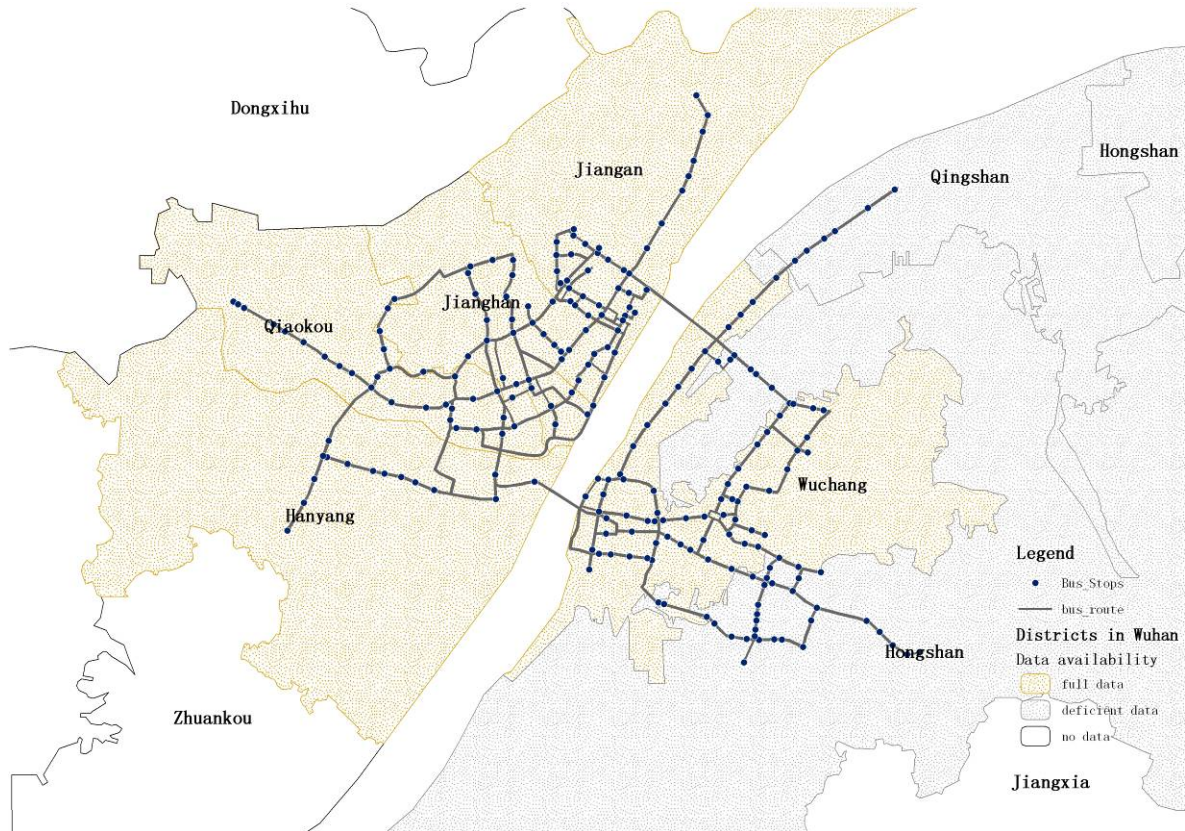 Dongxihu
Jiangan
Hongshan
Qingshan
Jianghan
Qiaokou
Wuchang
Hanyang
Hongshan
Zhuankou
Jiangxia
Legend
Bus_Stops
bus_route
Districts in Wuhan
Data availability
full data
deficient data
no data